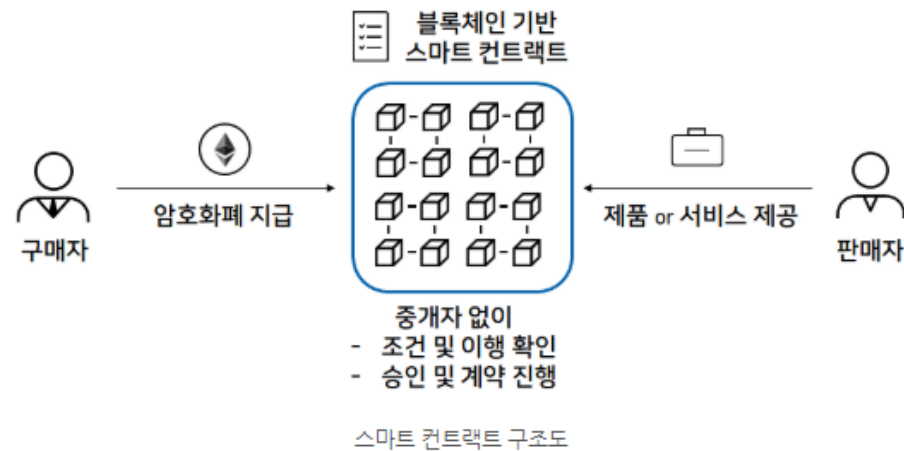 블록체인 기반
스마트 컨트랙트
암호화폐 지급
제품 or 서비스 제공
구매자
판매자
중개자 없이
- 조건 및 이행 확인
- 승인 및 계약 진행
스마트 컨트랙트 구조도